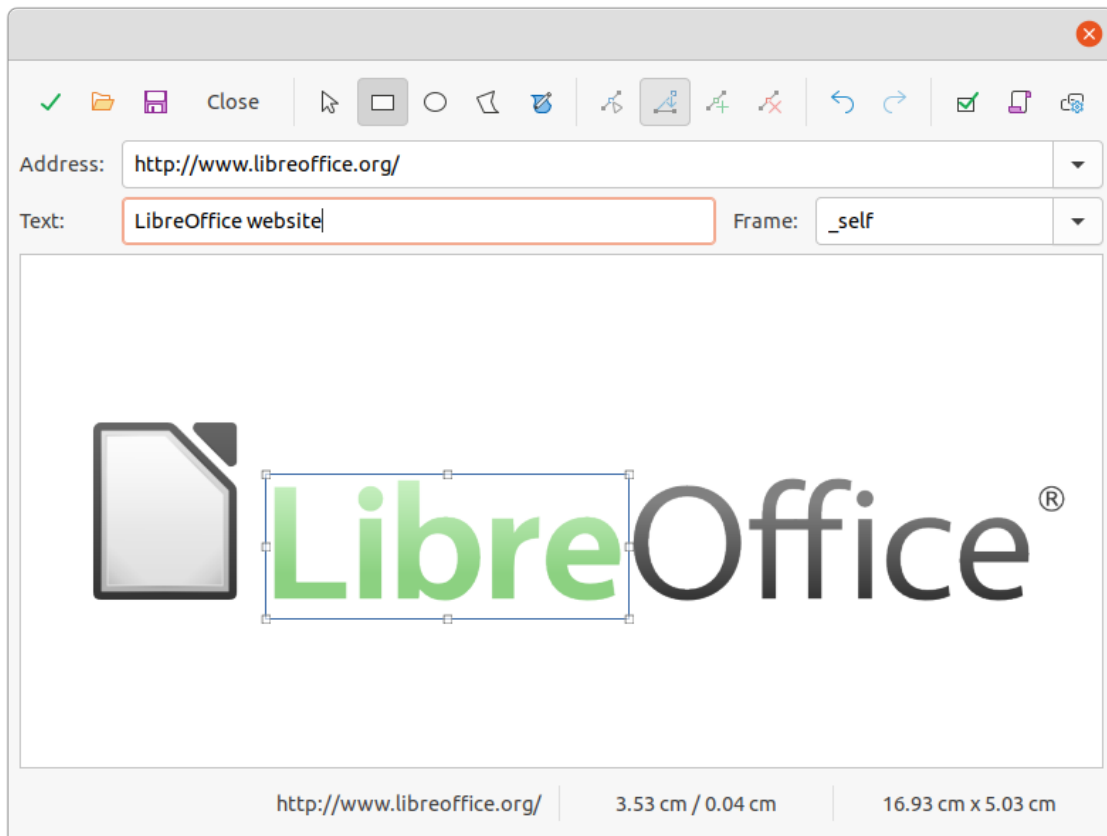 Close
Address: http://www.libreoffice.org/
Text: LibreOffice website Frame: _self
LibreOffice®
http://www.libreoffice.org/ 3.53 cm / 0.04 cm 16.93 cm x 5.03 cm